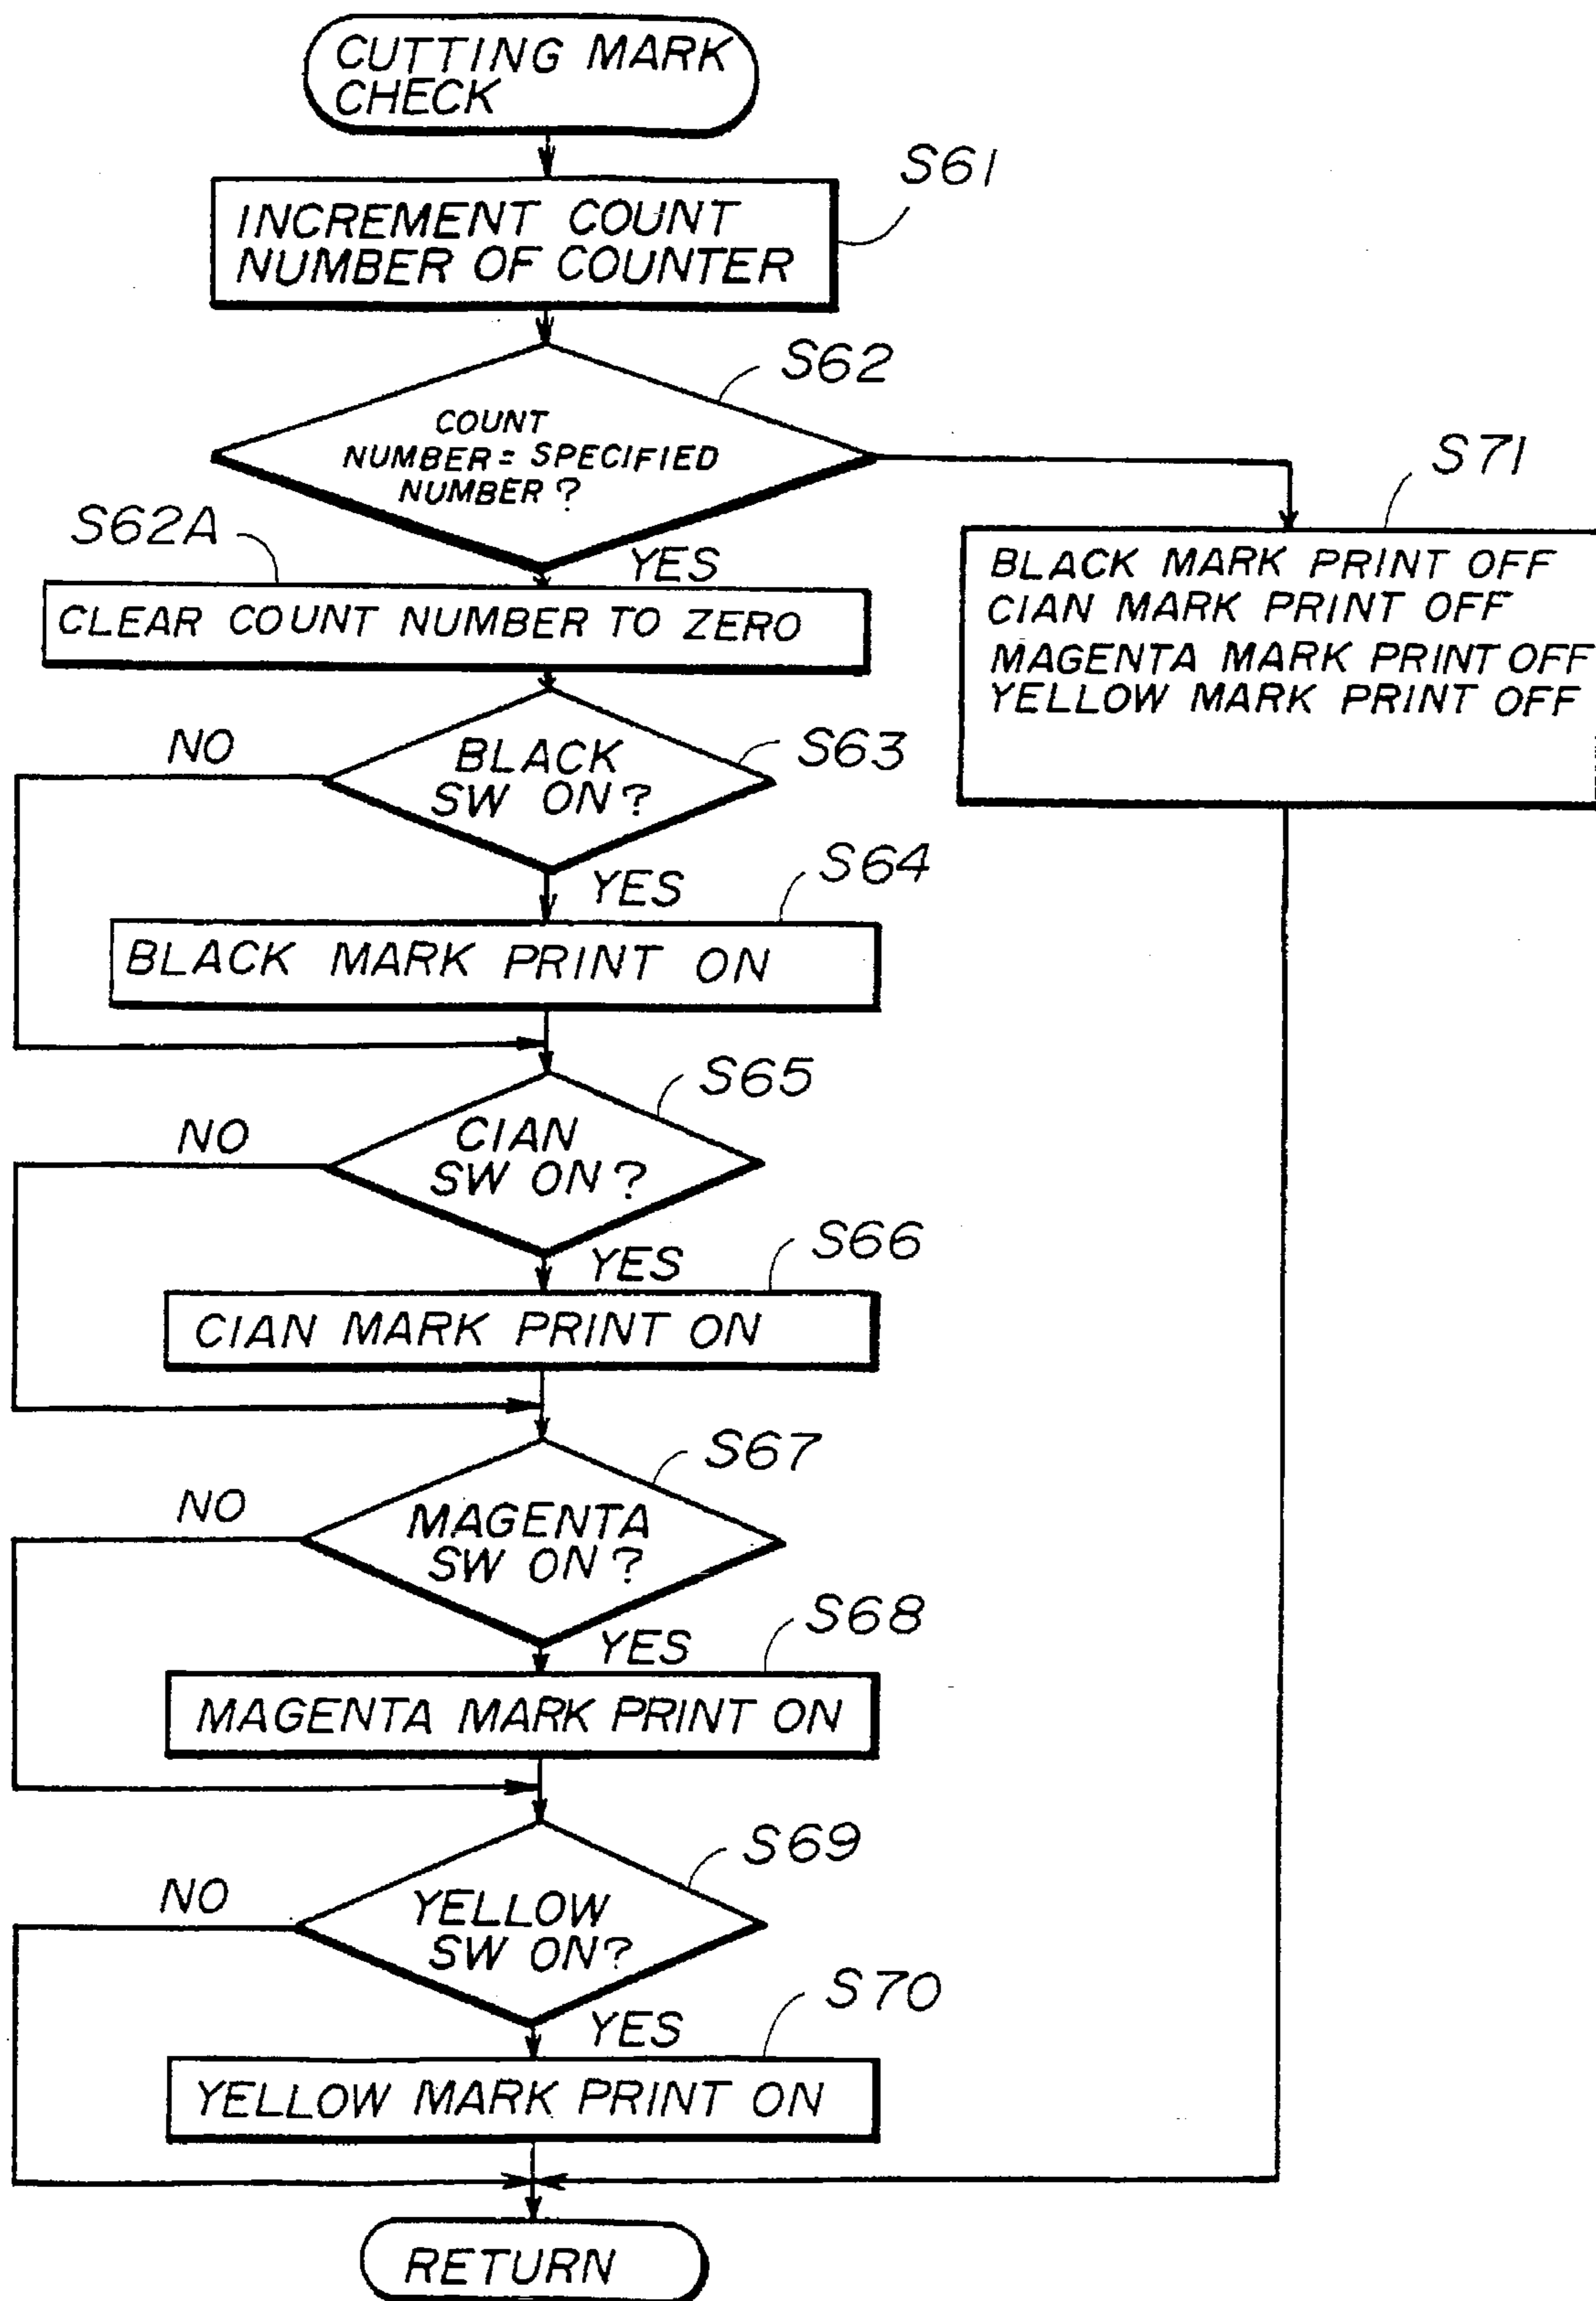 CUTTING MARK
CHECK
S61
INCREMENT COUNT
NUMBER OF COUNTER
S62
COUNT
NUMBER = SPECIFIED
NUMBER ?
S71
BLACK MARK PRINT OFF
CIAN MARK PRINT OFF
MAGENTA MARK PRINT OFF
YELLOW MARK PRINT OFF
S62A
YES
CLEAR COUNT NUMBER TO ZERO
NO
S63
BLACK
SW ON?
YES
S64
BLACK MARK PRINT ON
S65
NO
CIAN
SW ON?
YES
S66
CIAN MARK PRINT ON
S67
NO
MAGENTA
SW ON?
YES
S68
MAGENTA MARK PRINT ON
S69
NO
YELLOW
SW ON?
YES
S70
YELLOW MARK PRINT ON
RETURN